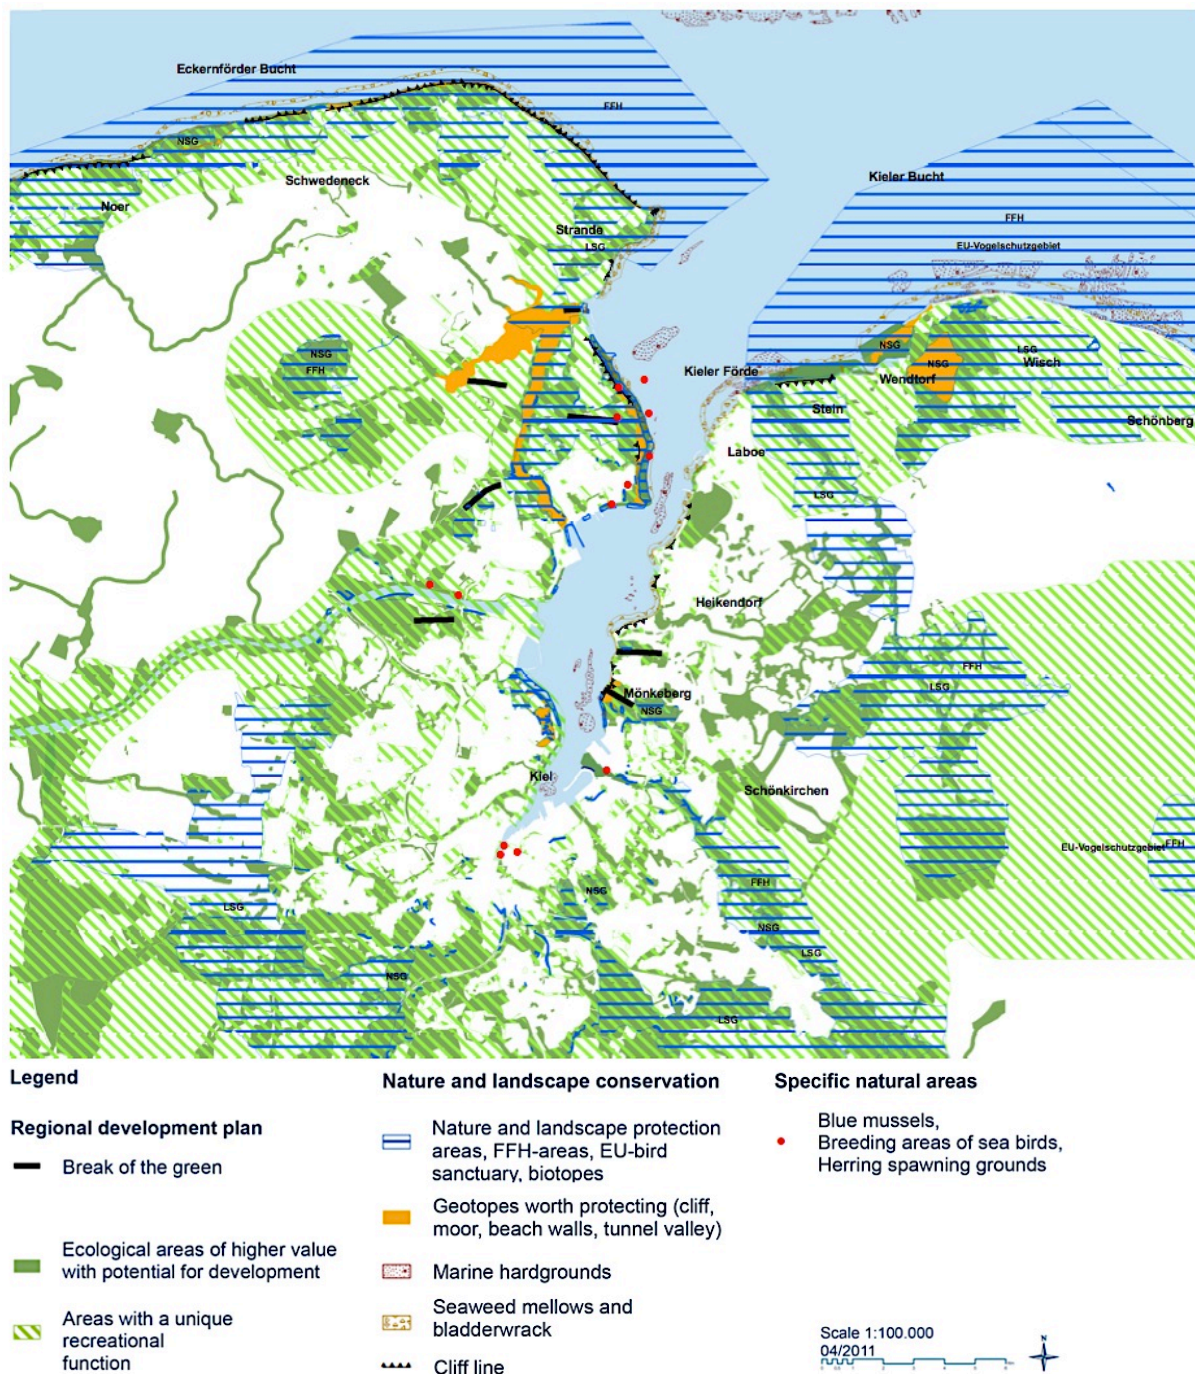 Eckernförder Bucht
FFH
NSG
Schwedeneck
Kieler Bucht
Noer
FFH
Strande
LSG
EU-Vogelschutzgebiet
NSG
FFH
NSG
LSG
Wisch
NSG
Kieler Förde
Wendtorf
Stein
Schönberg
Laboe
LSG
Heikendorf
FFH
LSG
Mönkeberg
NSG
Kiel
Schönkirchen
EU-Vogelschutzgebiet
FFH
FFH
NSG
LSG
NSG
LSG
NSG
LSG
Legend
Regional development plan
Break of the green
Ecological areas of higher value
with potential for development
Areas with a unique
recreational
function
Nature and landscape conservation
Nature and landscape protection
areas, FFH-areas, EU-bird
sanctuary, biotopes
Geotopes worth protecting (cliff,
moor, beach walls, tunnel valley)
Marine hardgrounds
Seaweed mellows and
bladderwrack
Cliff line
Specific natural areas
Blue mussels,
Breeding areas of sea birds,
Herring spawning grounds
Scale 1:100.000
04/2011
N